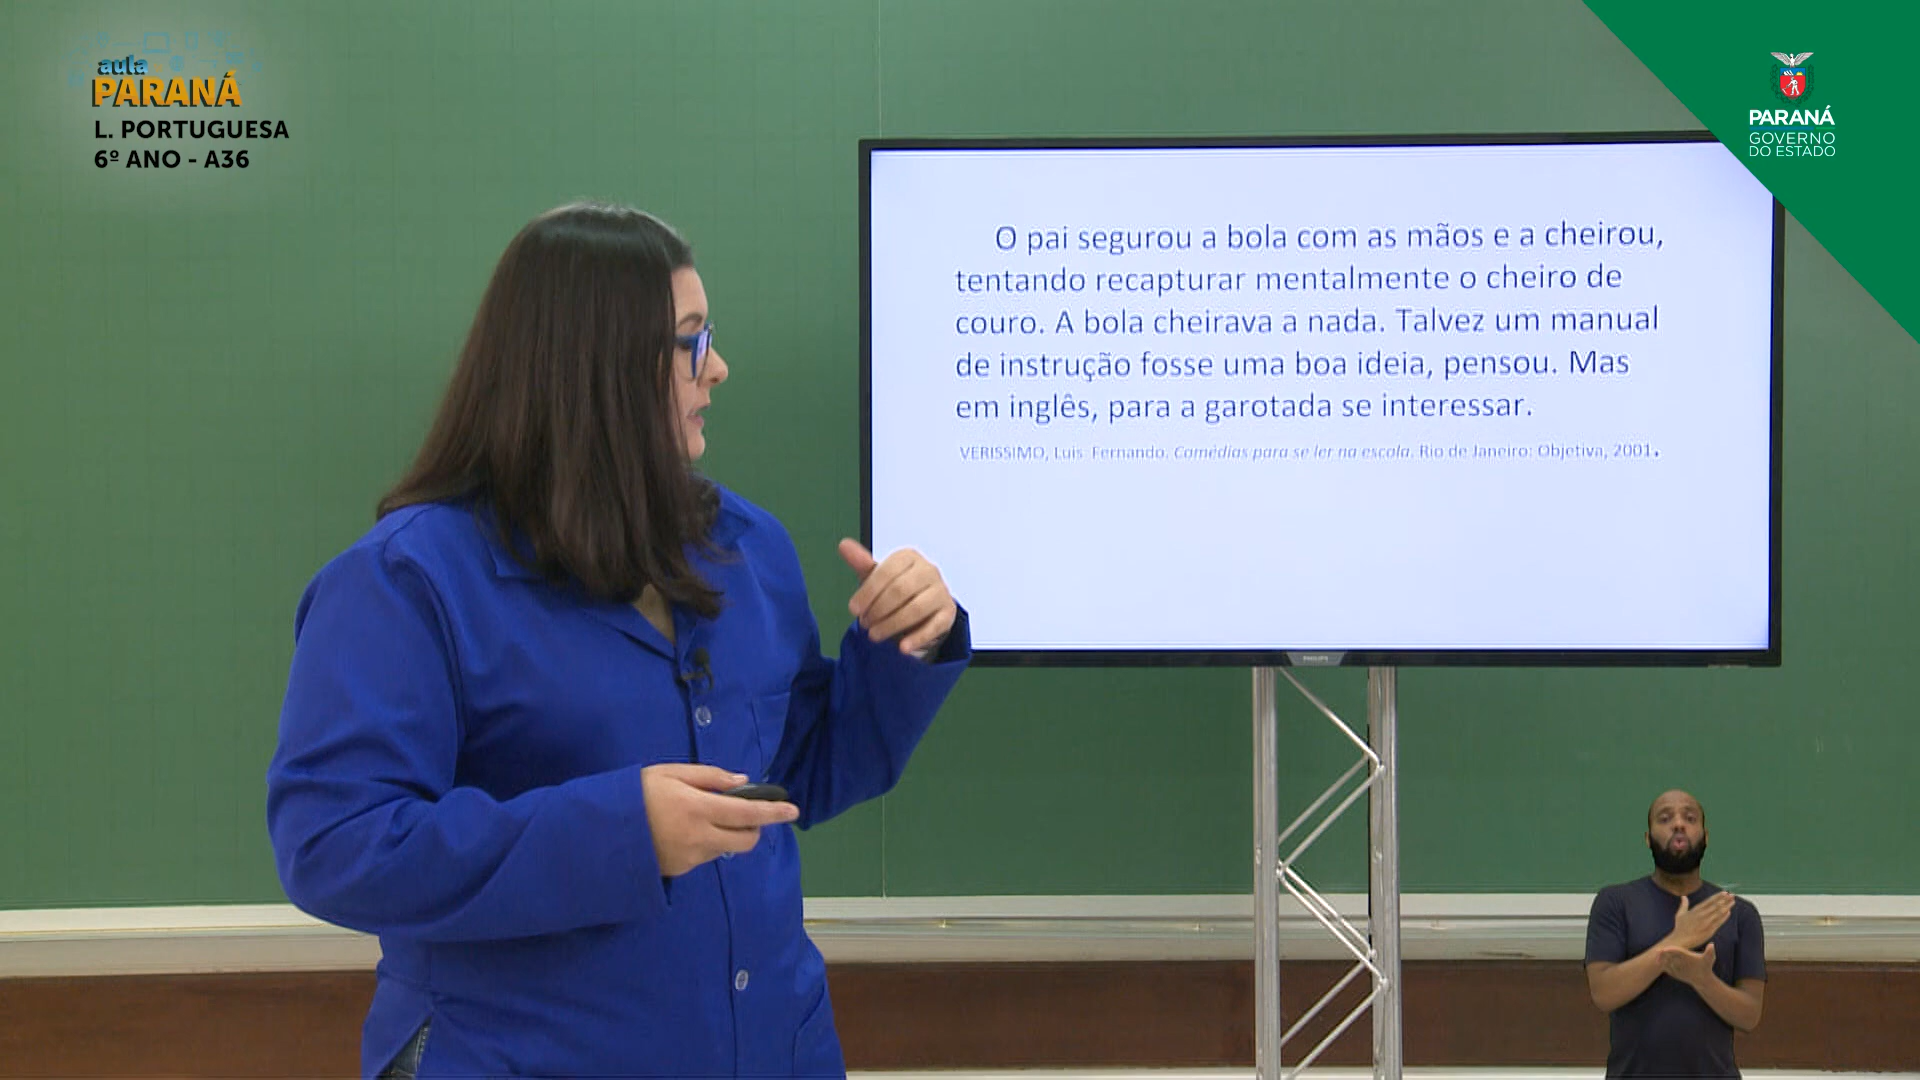 aula
PARANÁ
L. PORTUGUESA
6º ANO - A36
PARANÁ
GOVERNO
DO ESTADO
O pai segurou a bola com as mãos e a cheirou,
tentando recapturar mentalmente o cheiro de
couro. A bola cheirava a nada. Talvez um manual
de instrução fosse uma boa ideia, pensou. Mas
em inglês, para a garotada se interessar.
VERISSIMO, Luis Fernando. Comédias para se ler na escola. Rio de Janeiro: Objetiva, 2001.
PHILIPS